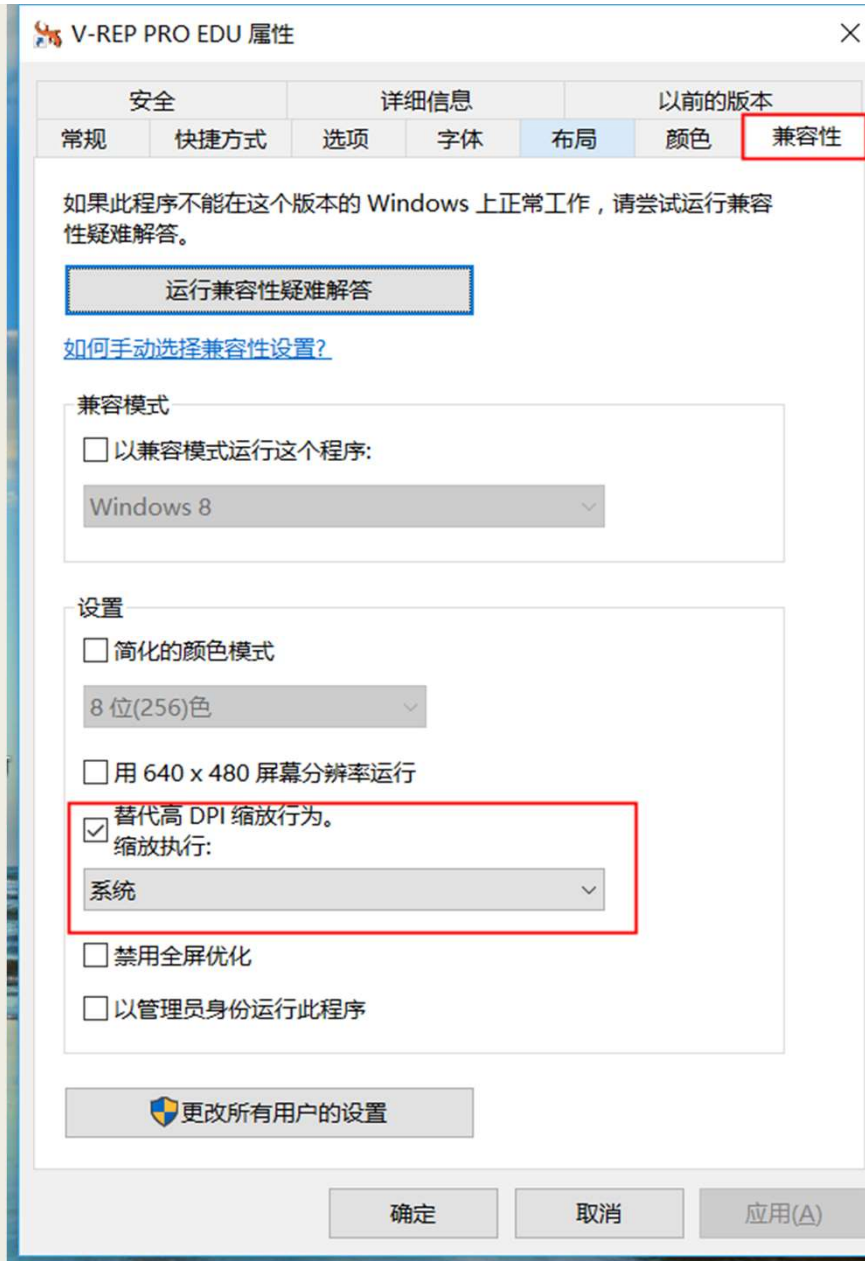 V-REP PRO EDU 属性
安全 详细信息 以前的版本
常规 快捷方式 选项 字体 布局 颜色 兼容性
如果此程序不能在这个版本的 Windows 上正常工作，请尝试运行兼容
性疑难解答。
运行兼容性疑难解答
如何手动选择兼容性设置?
兼容模式
以兼容模式运行这个程序:
Windows 8
设置
简化的颜色模式
8 位(256)色
用 640 x 480 屏幕分辨率运行
替代高 DPI 缩放行为。
缩放执行:
系统
禁用全屏优化
以管理员身份运行此程序
更改所有用户的设置
确定 取消 应用(A)